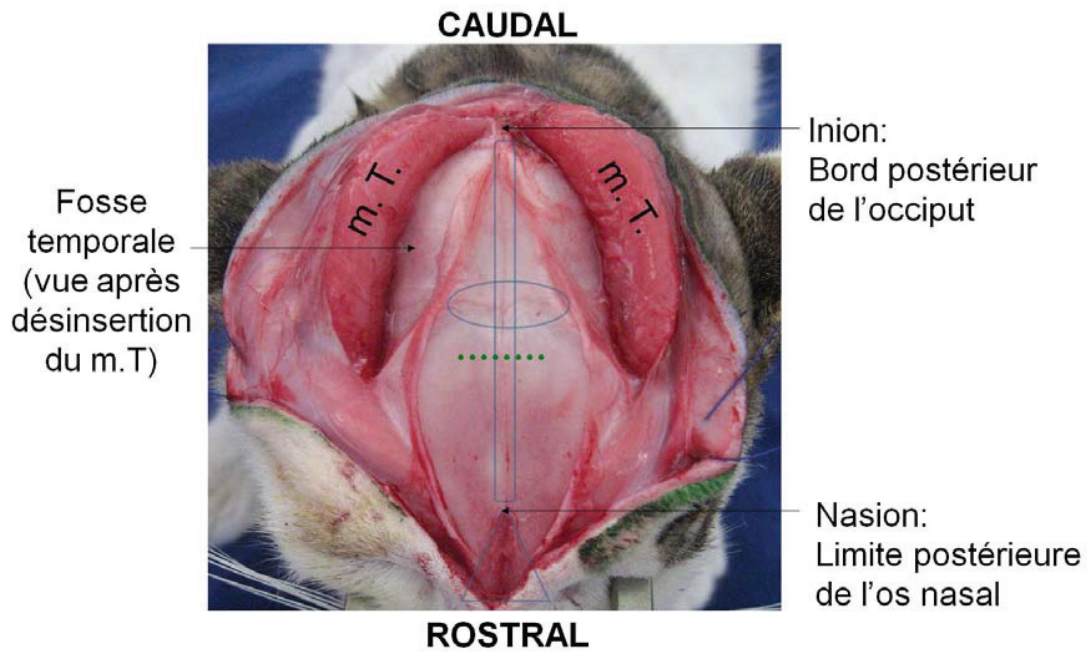 CAUDAL
Inion:
Bord postérieur
de l'occiput
m. T.
m. T.
Fosse
temporale
(vue après
désinsertion
du m.T)
Nasion:
Limite postérieure
de l'os nasal
ROSTRAL